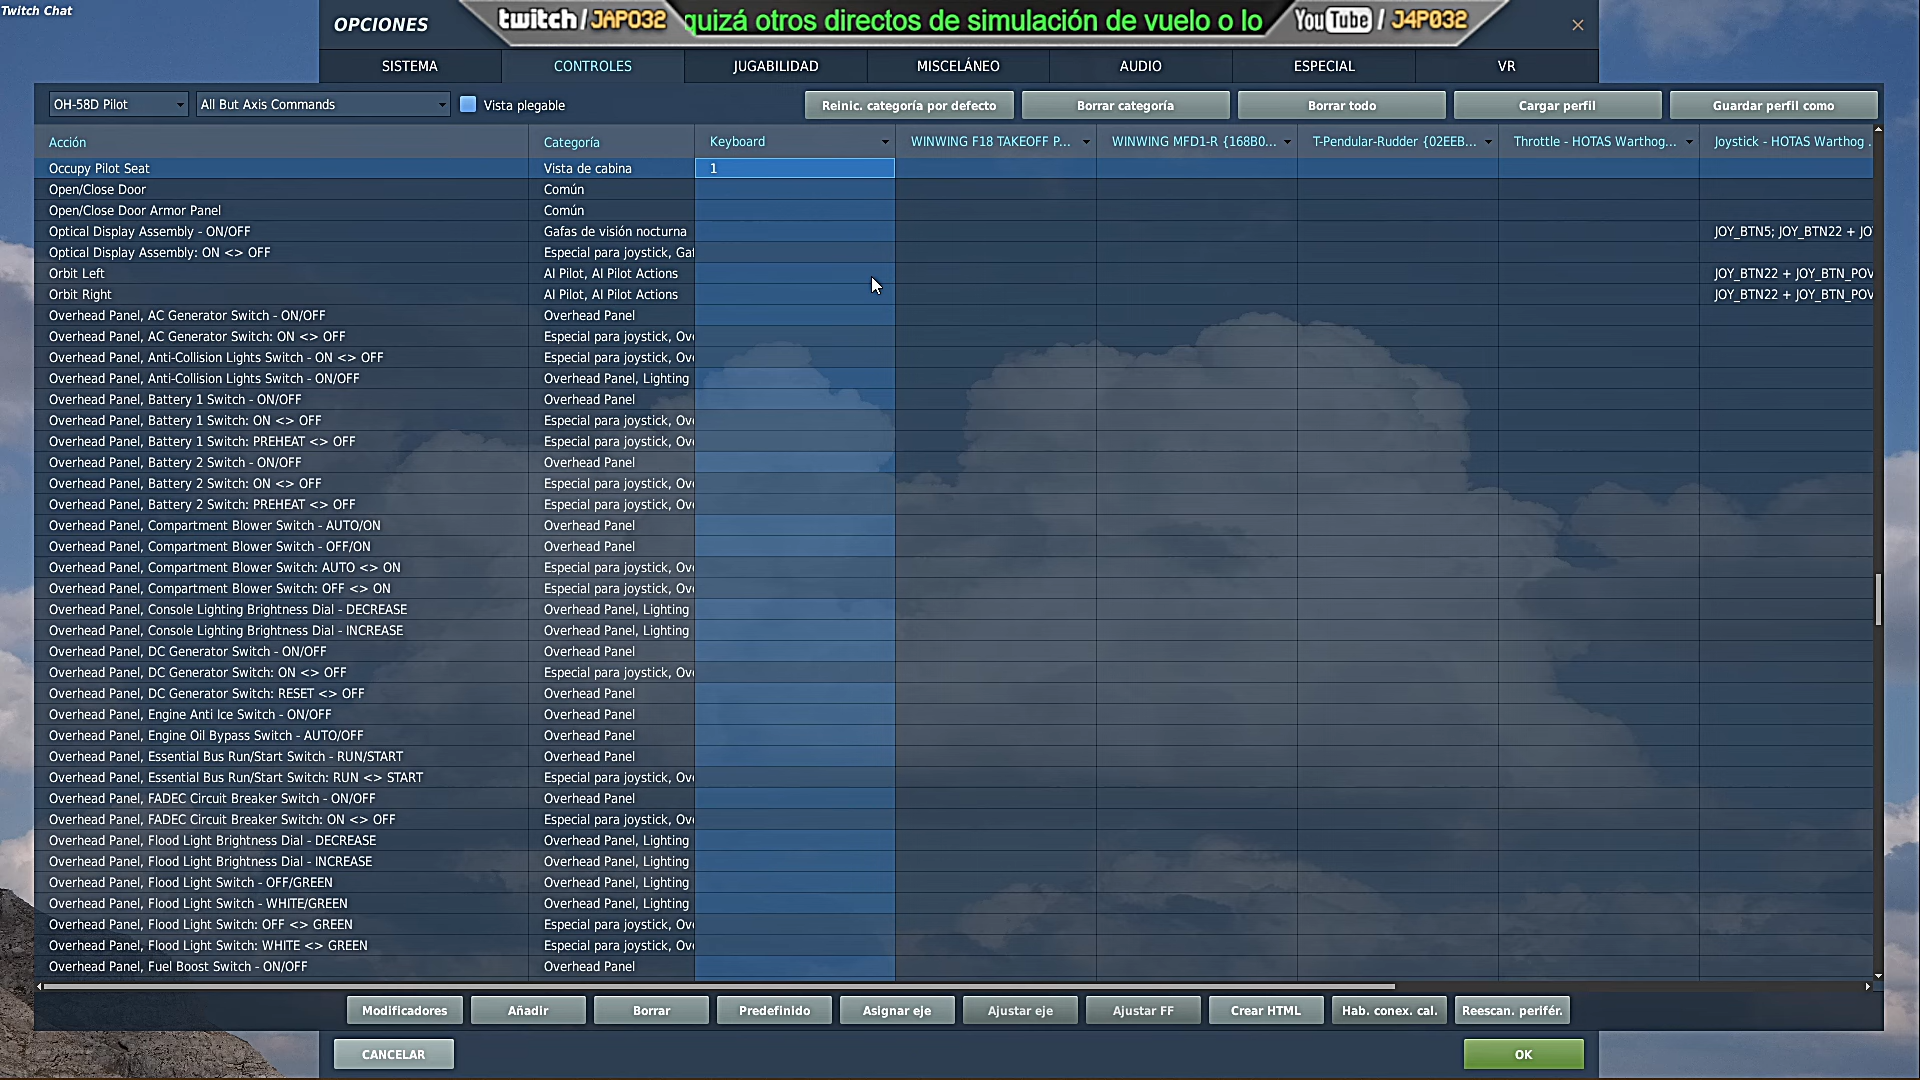 Twitch Chat
OPCIONES
twitch / JAPO32
quizá otros directos de simulación de vuelo o lo
YouTube / J4P032
SISTEMA CONTROLES JUGABILIDAD MISCELÁNEO AUDIO ESPECIAL VR
OH-58D Pilot All But Axis Commands Vista plegable Reinic. categoría por defecto Borrar categoría Borrar todo Cargar perfil Guardar perfil como
Acción Categoría Keyboard WINWING F18 TAKEOFF P... WINWING MFD1-R {168B0... T-Pendular-Rudder {02EEB... Throttle - HOTAS Warthog... Joystick - HOTAS Warthog .
Occupy Pilot Seat Vista de cabina 1
Open/Close Door Común
Open/Close Door Armor Panel Común
Optical Display Assembly - ON/OFF Gafas de visión nocturna JOY_BTN5; JOY_BTN22 + JO
Optical Display Assembly: ON <> OFF Especial para joystick, Gaf
Orbit Left AI Pilot, AI Pilot Actions JOY_BTN22 + JOY_BTN_POV
Orbit Right AI Pilot, AI Pilot Actions JOY_BTN22 + JOY_BTN_POV
Overhead Panel, AC Generator Switch - ON/OFF Overhead Panel
Overhead Panel, AC Generator Switch: ON <> OFF Especial para joystick, Ove
Overhead Panel, Anti-Collision Lights Switch - ON <> OFF Especial para joystick, Ove
Overhead Panel, Anti-Collision Lights Switch - ON/OFF Overhead Panel, Lighting
Overhead Panel, Battery 1 Switch - ON/OFF Overhead Panel
Overhead Panel, Battery 1 Switch: ON <> OFF Especial para joystick, Ove
Overhead Panel, Battery 1 Switch: PREHEAT <> OFF Especial para joystick, Ove
Overhead Panel, Battery 2 Switch - ON/OFF Overhead Panel
Overhead Panel, Battery 2 Switch: ON <> OFF Especial para joystick, Ove
Overhead Panel, Battery 2 Switch: PREHEAT <> OFF Especial para joystick, Ove
Overhead Panel, Compartment Blower Switch - AUTO/ON Overhead Panel
Overhead Panel, Compartment Blower Switch - OFF/ON Overhead Panel
Overhead Panel, Compartment Blower Switch: AUTO <> ON Especial para joystick, Ove
Overhead Panel, Compartment Blower Switch: OFF <> ON Especial para joystick, Ove
Overhead Panel, Console Lighting Brightness Dial - DECREASE Overhead Panel, Lighting
Overhead Panel, Console Lighting Brightness Dial - INCREASE Overhead Panel, Lighting
Overhead Panel, DC Generator Switch - ON/OFF Overhead Panel
Overhead Panel, DC Generator Switch: ON <> OFF Especial para joystick, Ove
Overhead Panel, DC Generator Switch: RESET <> OFF Overhead Panel
Overhead Panel, Engine Anti Ice Switch - ON/OFF Overhead Panel
Overhead Panel, Engine Oil Bypass Switch - AUTO/OFF Overhead Panel
Overhead Panel, Essential Bus Run/Start Switch - RUN/START Overhead Panel
Overhead Panel, Essential Bus Run/Start Switch: RUN <> START Especial para joystick, Ove
Overhead Panel, FADEC Circuit Breaker Switch - ON/OFF Overhead Panel
Overhead Panel, FADEC Circuit Breaker Switch: ON <> OFF Especial para joystick, Ove
Overhead Panel, Flood Light Brightness Dial - DECREASE Overhead Panel, Lighting
Overhead Panel, Flood Light Brightness Dial - INCREASE Overhead Panel, Lighting
Overhead Panel, Flood Light Switch - OFF/GREEN Overhead Panel, Lighting
Overhead Panel, Flood Light Switch - WHITE/GREEN Overhead Panel, Lighting
Overhead Panel, Flood Light Switch: OFF <> GREEN Especial para joystick, Ove
Overhead Panel, Flood Light Switch: WHITE <> GREEN Especial para joystick, Ove
Overhead Panel, Fuel Boost Switch - ON/OFF Overhead Panel
Modificadores Añadir Borrar Predefinido Asignar eje Ajustar eje Ajustar FF Crear HTML Hab. conex. cal. Reescan. perifér.
CANCELAR OK